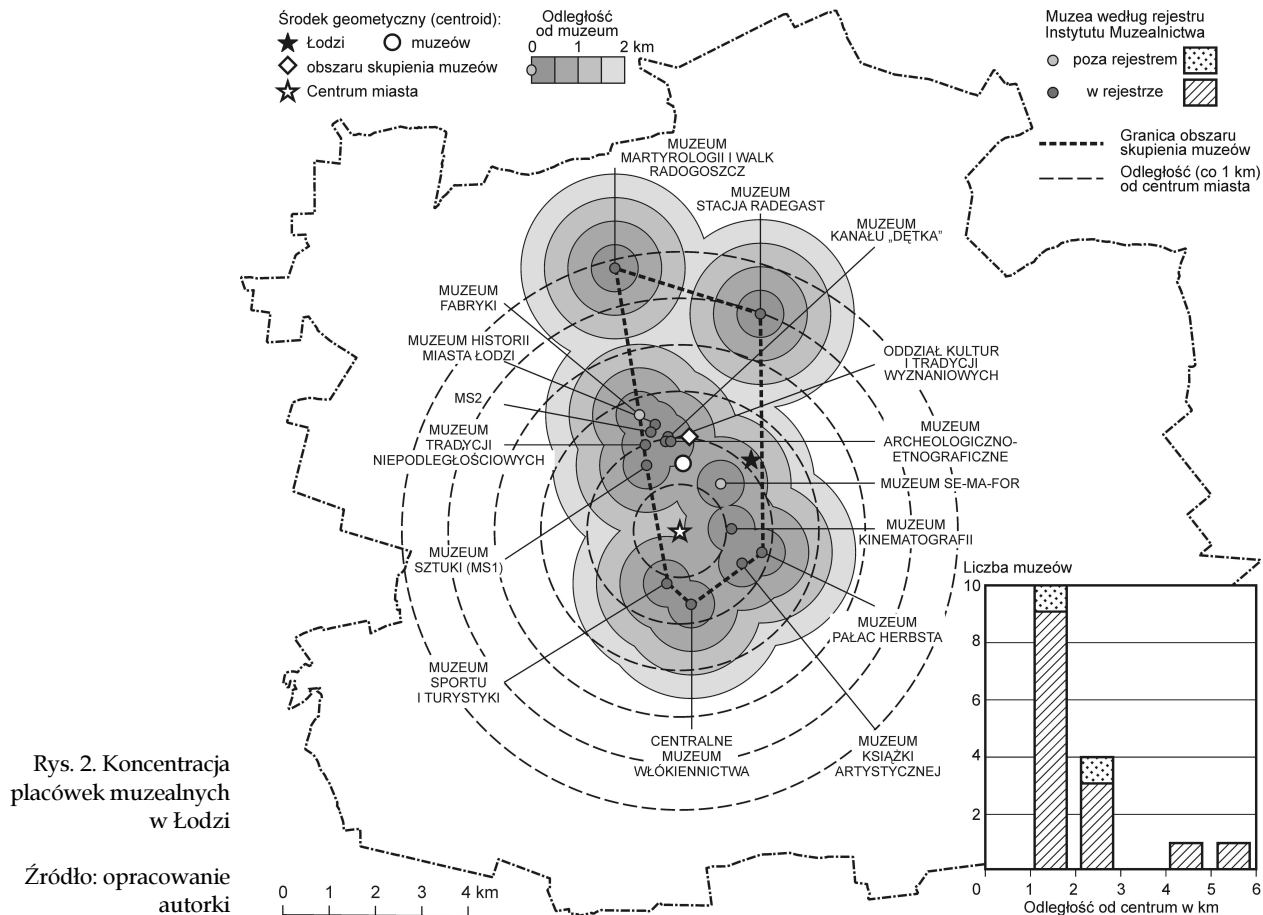 Środek geometyczny (centroid):
Łodzi
muzeów
obszaru skupienia muzeów
Centrum miasta
Odległość
od muzeum
0 1 2 km
Muzea według rejestru
Instytutu Muzealnictwa
poza rejestrem
w rejestrze
Granica obszaru
skupienia muzeów
Odległość (co 1 km)
od centrum miasta
MUZEUM
MARTYROLOGII I WALK
RADOGOSZCZ
MUZEUM
STACJA RADEGAST
MUZEUM
KANAŁU „DĘTKA”
MUZEUM
FABRYKI
MUZEUM HISTORII
MIASTA ŁODZI
MS2
MUZEUM
TRADYCJI
NIEPODLEGŁOŚCIOWYCH
ODDZIAŁ KULTUR
I TRADYCJI
WYZNANIOWYCH
MUZEUM
ARCHEOLOGICZNO-
ETNOGRAFICZNE
MUZEUM SE-MA-FOR
MUZEUM
KINEMATOGRAFII
MUZEUM
SZTUKI (MS1)
MUZEUM
PAŁAC HERBSTA
MUZEUM
SPORTU
I TURYSTYKI
CENTRALNE
MUZEUM
WŁÓKIENNICTWA
MUZEUM
KSIĄŻKI
ARTYSTYCZNEJ
Liczba muzeów
10
8
6
4
2
0 1 2 3 4 5 6
Odległość od centrum w km
Rys. 2. Koncentracja
placówek muzealnych
w Łodzi
Źródło: opracowanie
autorki
0 1 2 3 4 km